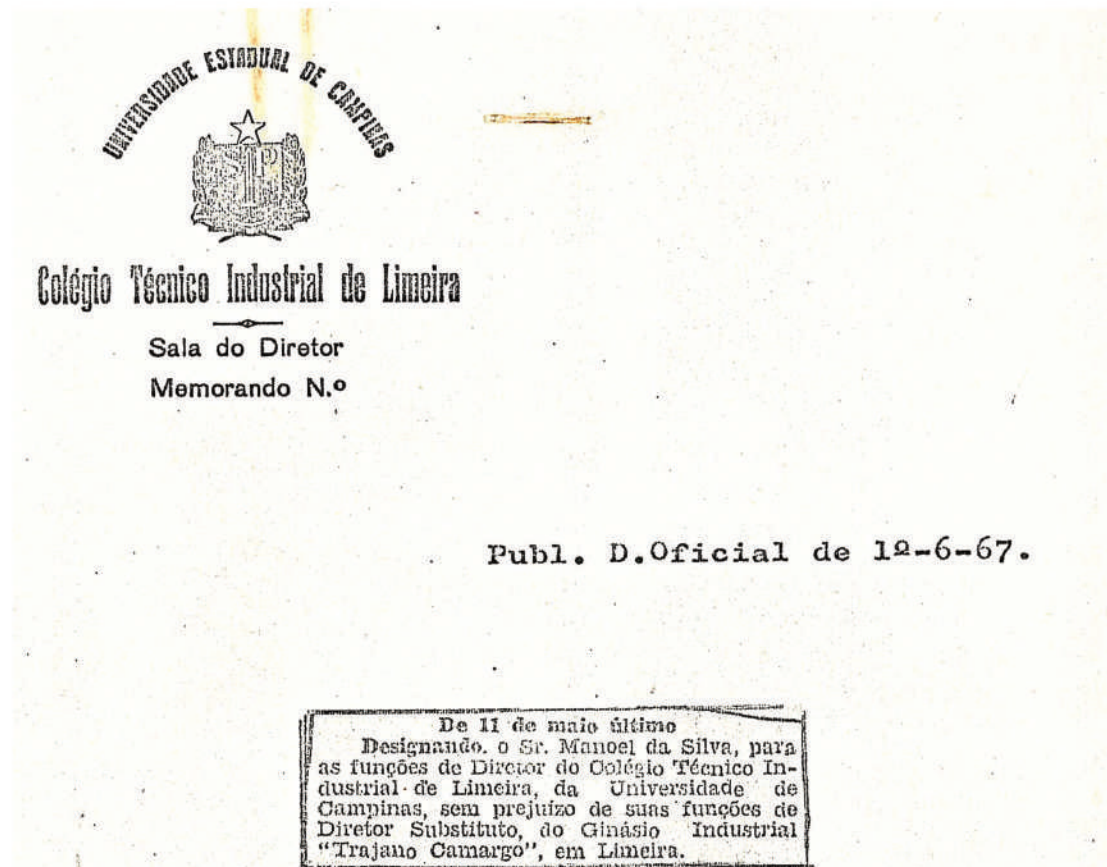 UNIVERSIDADE ESTADUAL DE CAMPINAS
SP
Colégio Técnico Industrial de Limeira
Sala do Diretor
Memorando N.º
Publ. D.Oficial de 1º-6-67.
De 11 de maio último
Designando. o Sr. Manoel da Silva, para
as funções de Diretor do Colégio Técnico In-
dustrial de Limeira, da Universidade de
Campinas, sem prejuízo de suas funções de
Diretor Substituto, do Ginásio Industrial
"Trajano Camargo", em Limeira.